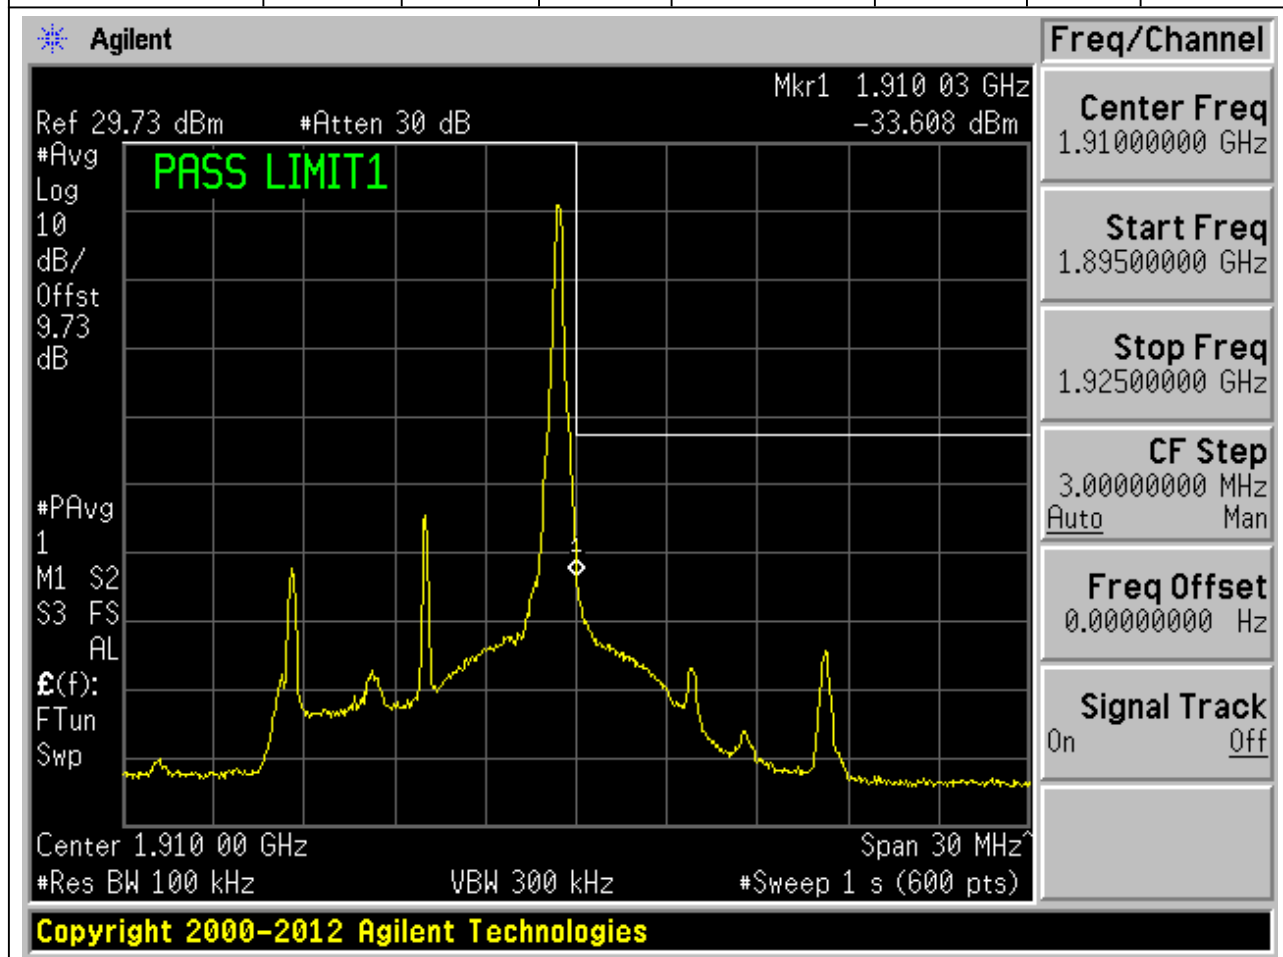 Agilent
Freq/Channel
Mkr1 1.910 03 GHz
Ref 29.73 dBm #Atten 30 dB -33.608 dBm
#Avg
Log
10
dB/
Offst
9.73
dB
PASS LIMIT1
#PAvg
1
M1 S2
S3 FS
AL
£(f):
FTun
Swp
Center 1.910 00 GHz Span 30 MHz^
#Res BW 100 kHz VBW 300 kHz #Sweep 1 s (600 pts)
Copyright 2000-2012 Agilent Technologies
Center Freq
1.91000000 GHz
Start Freq
1.89500000 GHz
Stop Freq
1.92500000 GHz
CF Step
3.00000000 MHz
Auto Man
Freq Offset
0.00000000 Hz
Signal Track
On Off